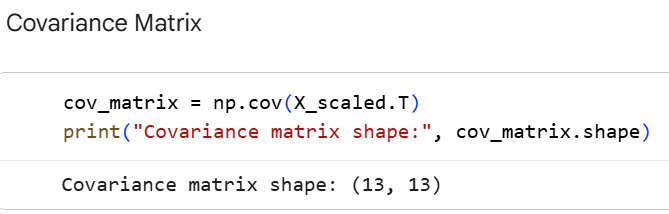 Covariance Matrix
cov_matrix = np.cov(X_scaled.T)
print("Covariance matrix shape:", cov_matrix.shape)
Covariance matrix shape: (13, 13)